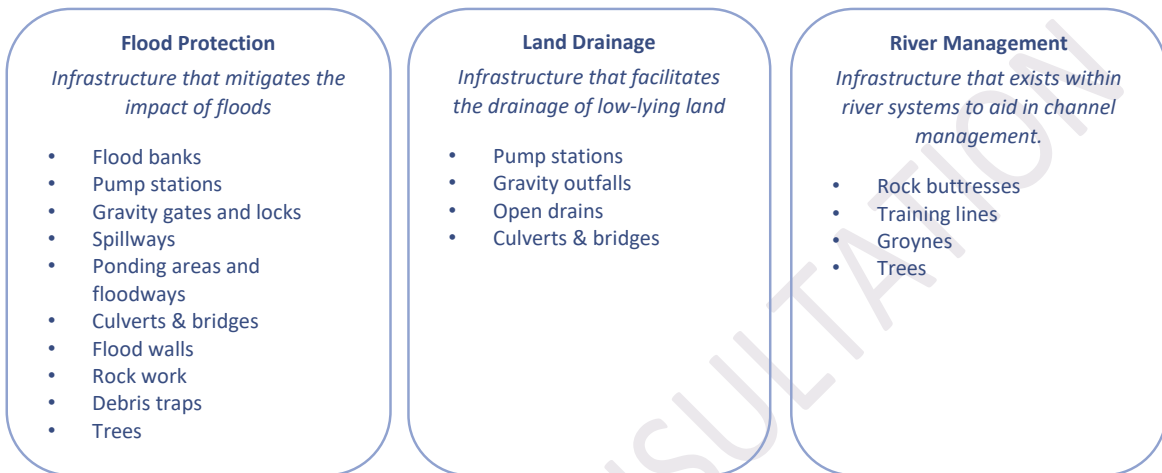 Flood Protection
Infrastructure that mitigates the
impact of floods
• Flood banks
• Pump stations
• Gravity gates and locks
• Spillways
• Ponding areas and
floodways
• Culverts & bridges
• Flood walls
• Rock work
• Debris traps
• Trees
Land Drainage
Infrastructure that facilitates
the drainage of low-lying land
• Pump stations
• Gravity outfalls
• Open drains
• Culverts & bridges
River Management
Infrastructure that exists within
river systems to aid in channel
management.
• Rock buttresses
• Training lines
• Groynes
• Trees
NSULTATION